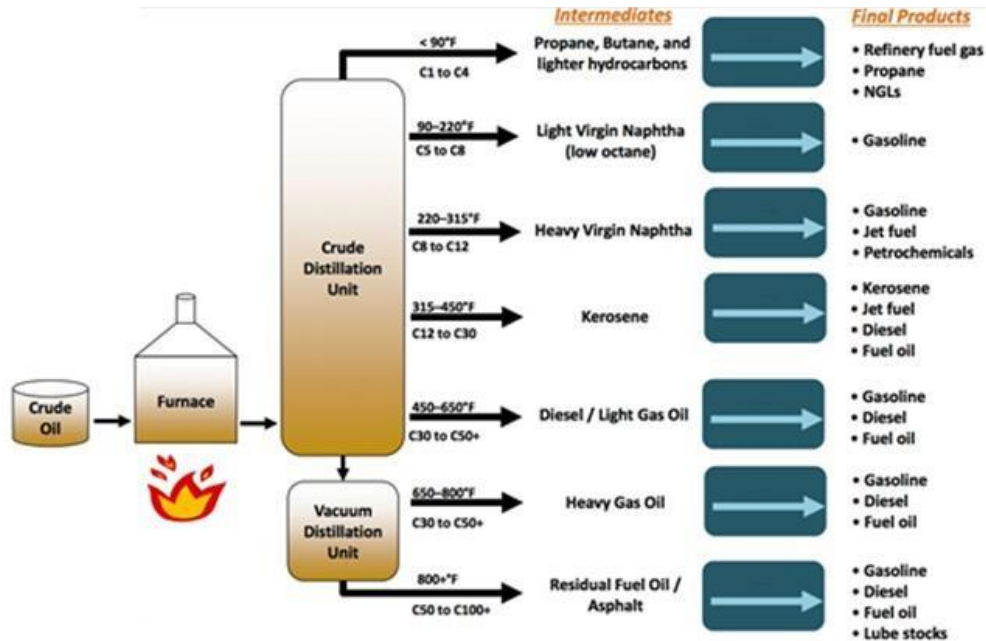 Intermediates
Final Products
< 90°F
C1 to C4
Propane, Butane, and
lighter hydrocarbons
• Refinery fuel gas
• Propane
• NGLs
90–220°F
C5 to C8
Light Virgin Naphtha
(low octane)
• Gasoline
220–315°F
C8 to C12
Heavy Virgin Naphtha
• Gasoline
• Jet fuel
• Petrochemicals
Crude
Distillation
Unit
315–450°F
C12 to C30
Kerosene
• Kerosene
• Jet fuel
• Diesel
• Fuel oil
Crude
Oil
Furnace
450–650°F
C30 to C50+
Diesel / Light Gas Oil
• Gasoline
• Diesel
• Fuel oil
Vacuum
Distillation
Unit
650–800°F
C30 to C50+
Heavy Gas Oil
• Gasoline
• Diesel
• Fuel oil
800+°F
C50 to C100+
Residual Fuel Oil /
Asphalt
• Gasoline
• Diesel
• Fuel oil
• Lube stocks